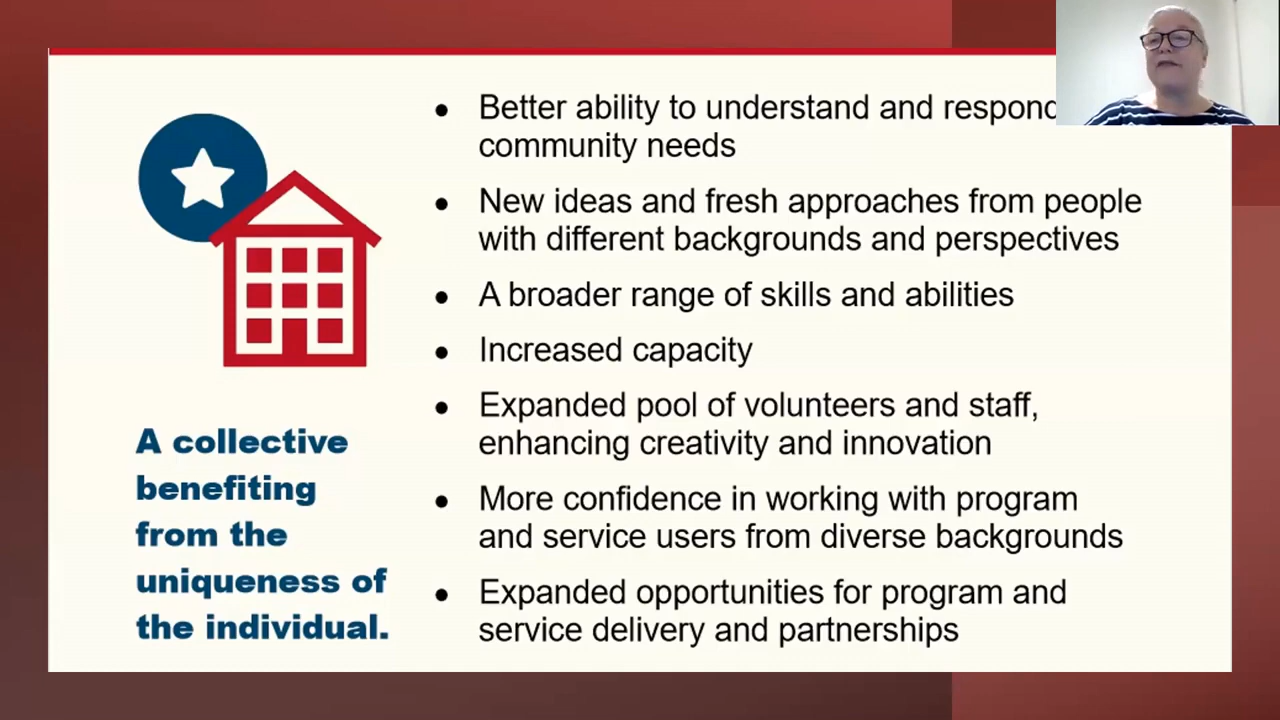 Better ability to understand and respond
community needs
New ideas and fresh approaches from people
with different backgrounds and perspectives
A broader range of skills and abilities
Increased capacity
Expanded pool of volunteers and staff,
enhancing creativity and innovation
More confidence in working with program
and service users from diverse backgrounds
Expanded opportunities for program and
service delivery and partnerships
A collective
benefiting
from the
uniqueness of
the individual.